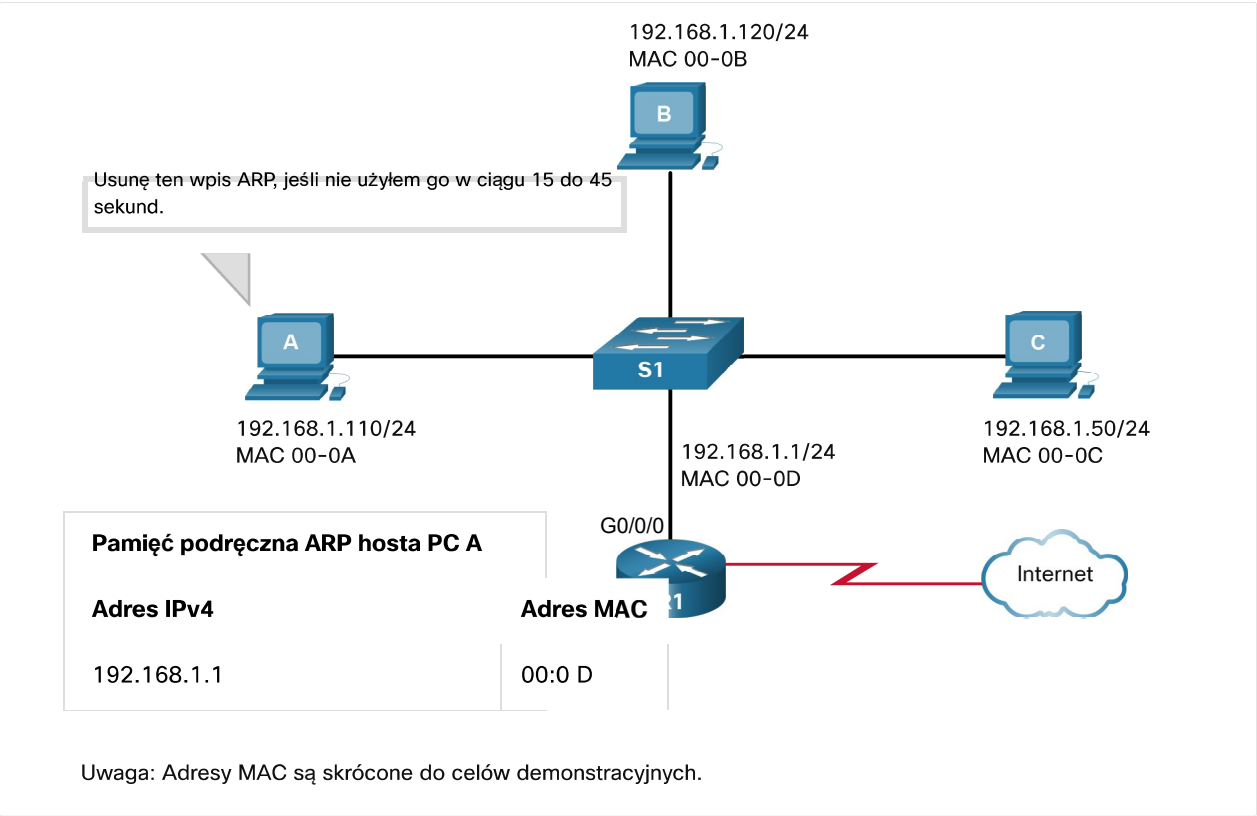 192.168.1.120/24
MAC 00-0B
B
Usunę ten wpis ARP, jeśli nie użyłem go w ciągu 15 do 45
sekund.
A
S1
C
192.168.1.110/24
MAC 00-0A
192.168.1.50/24
MAC 00-0C
192.168.1.1/24
MAC 00-0D
G0/0/0
Pamięć podręczna ARP hosta PC A
Internet
Adres IPv4
Adres MAC
192.168.1.1
00:0 D
Uwaga: Adresy MAC są skrócone do celów demonstracyjnych.